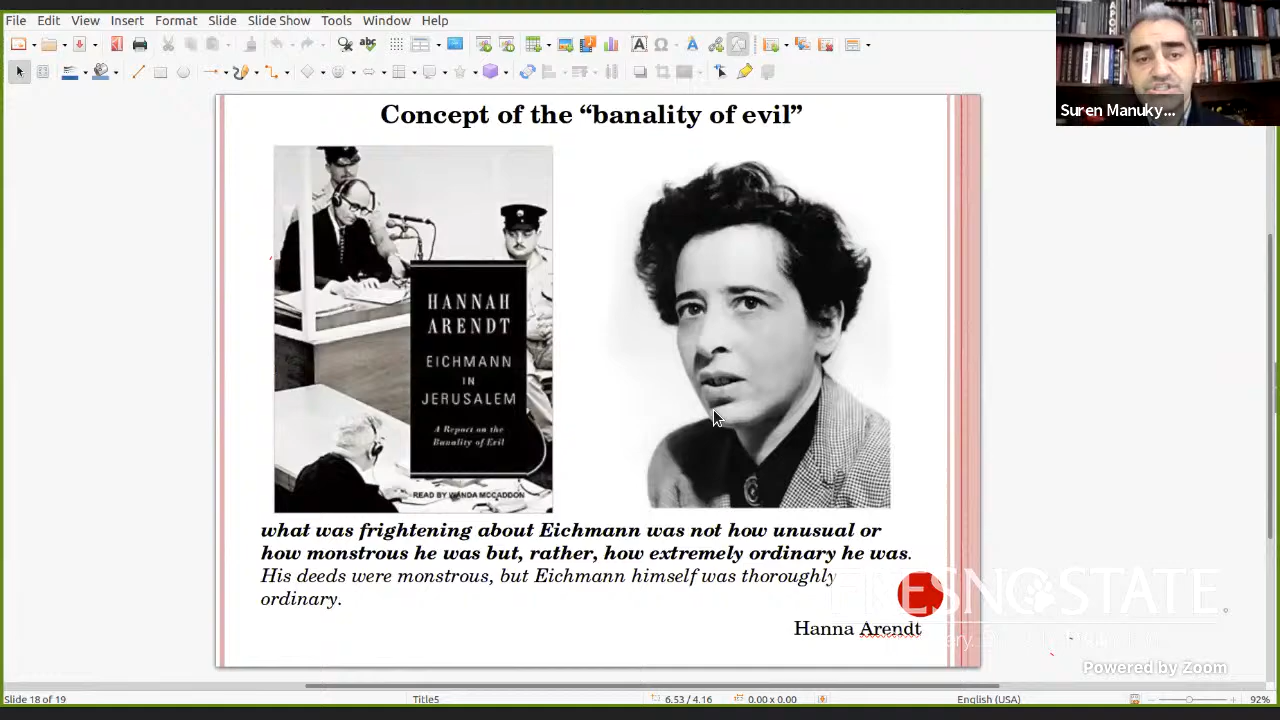 File Edit View Insert Format Slide Slide Show Tools Window Help
Suren Manuky...
Concept of the “banality of evil”
HANNAH
ARENDT
EICHMANN
IN
JERUSALEM
A Report on the
Banality of Evil
READ BY WANDA MCCADDON
what was frightening about Eichmann was not how unusual or
how monstrous he was but, rather, how extremely ordinary he was.
His deeds were monstrous, but Eichmann himself was thoroughly
ordinary.
Hanna Arendt
FRESNO STATE
Powered by Zoom
Slide 18 of 19 Title5 6.53 / 4.16 0.00 x 0.00 English (USA) 92%